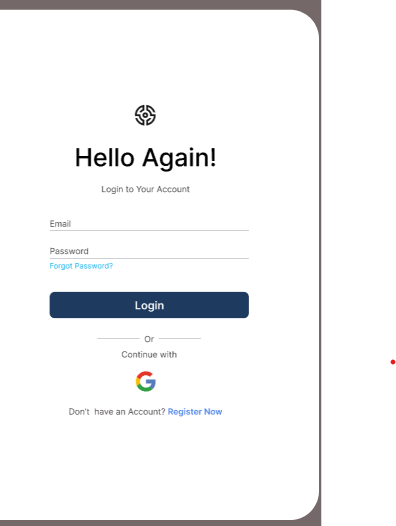 Hello Again!
Login to Your Account
Email
Password
Forgot Password?
Login
Or
Continue with
Don't have an Account? Register Now